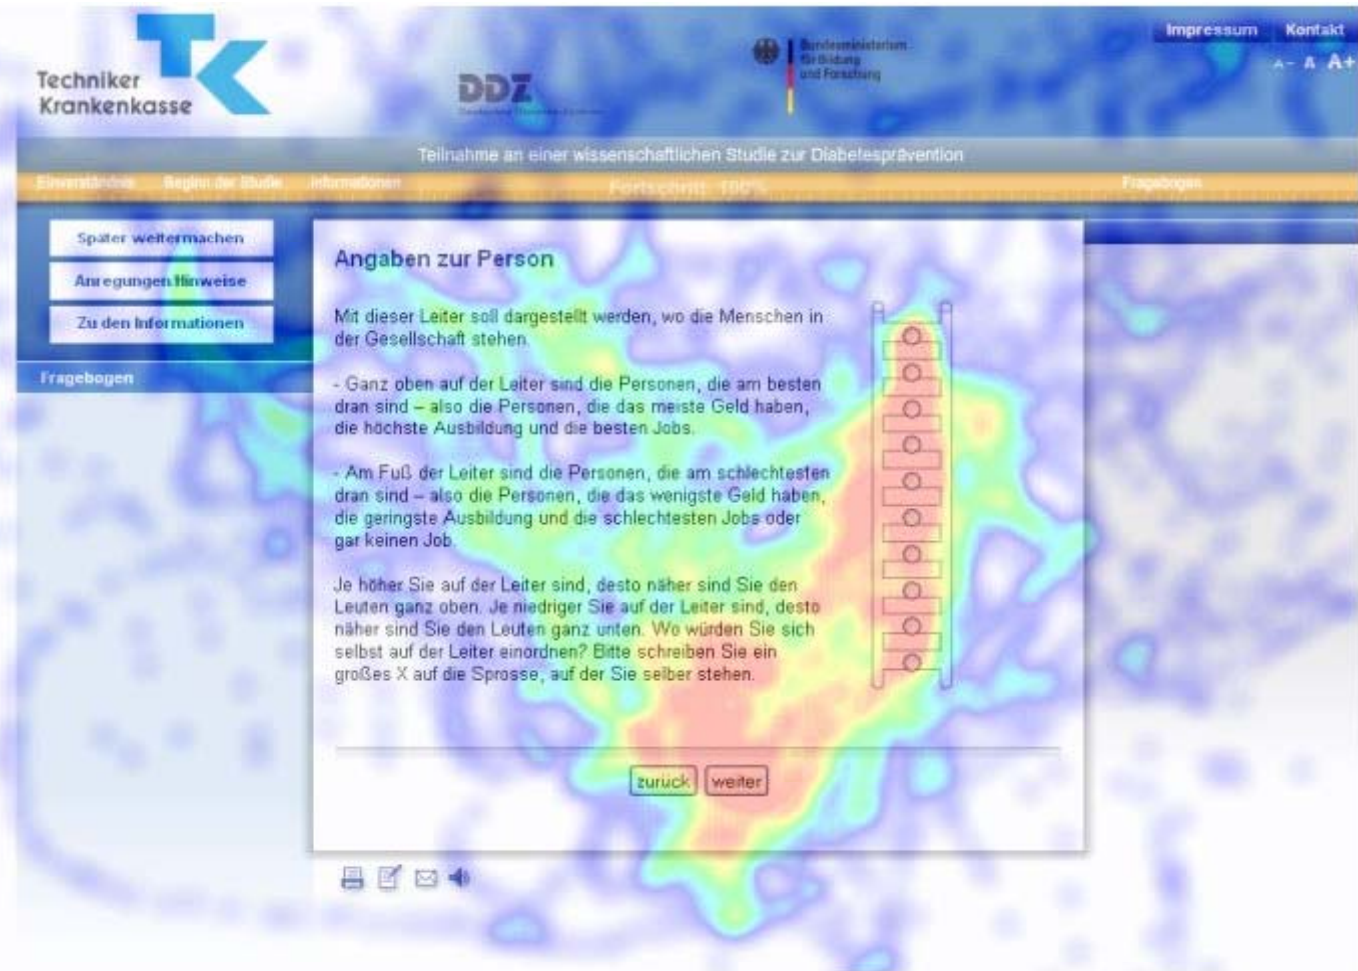 Impressum Kontakt
A- A A+
Techniker
Krankenkasse
TK
DDZ
Bundesministerium
für Bildung
und Forschung
Teilnahme an einer wissenschaftlichen Studie zur Diabetesprävention
Einverständnis Beginn der Studie Informationen Fortschritt 100% Fragebogen
Später weitermachen
Anregungen/Hinweise
Zu den Informationen
Fragebogen
Angaben zur Person
Mit dieser Leiter soll dargestellt werden, wo die Menschen in
der Gesellschaft stehen.
- Ganz oben auf der Leiter sind die Personen, die am besten
dran sind – also die Personen, die das meiste Geld haben,
die höchste Ausbildung und die besten Jobs.
- Am Fuß der Leiter sind die Personen, die am schlechtesten
dran sind – also die Personen, die das wenigste Geld haben,
die geringste Ausbildung und die schlechtesten Jobs oder
gar keinen Job.
Je höher Sie auf der Leiter sind, desto näher sind Sie den
Leuten ganz oben. Je niedriger Sie auf der Leiter sind, desto
näher sind Sie den Leuten ganz unten. Wo würden Sie sich
selbst auf der Leiter einordnen? Bitte schreiben Sie ein
großes X auf die Sprosse, auf der Sie selber stehen.
zurück weiter